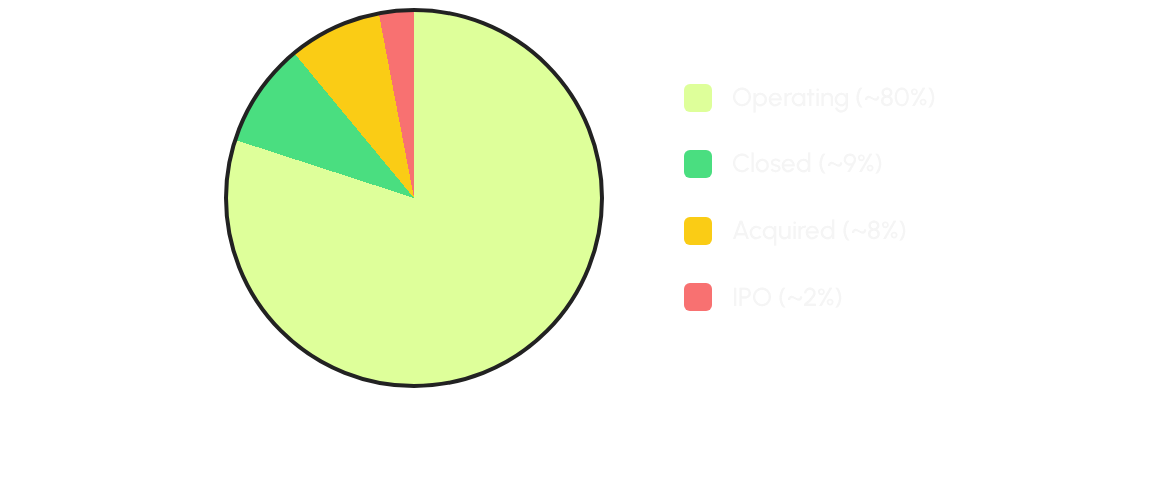 Operating (~80%)
Closed (~9%)
Acquired (~8%)
IPO (~2%)